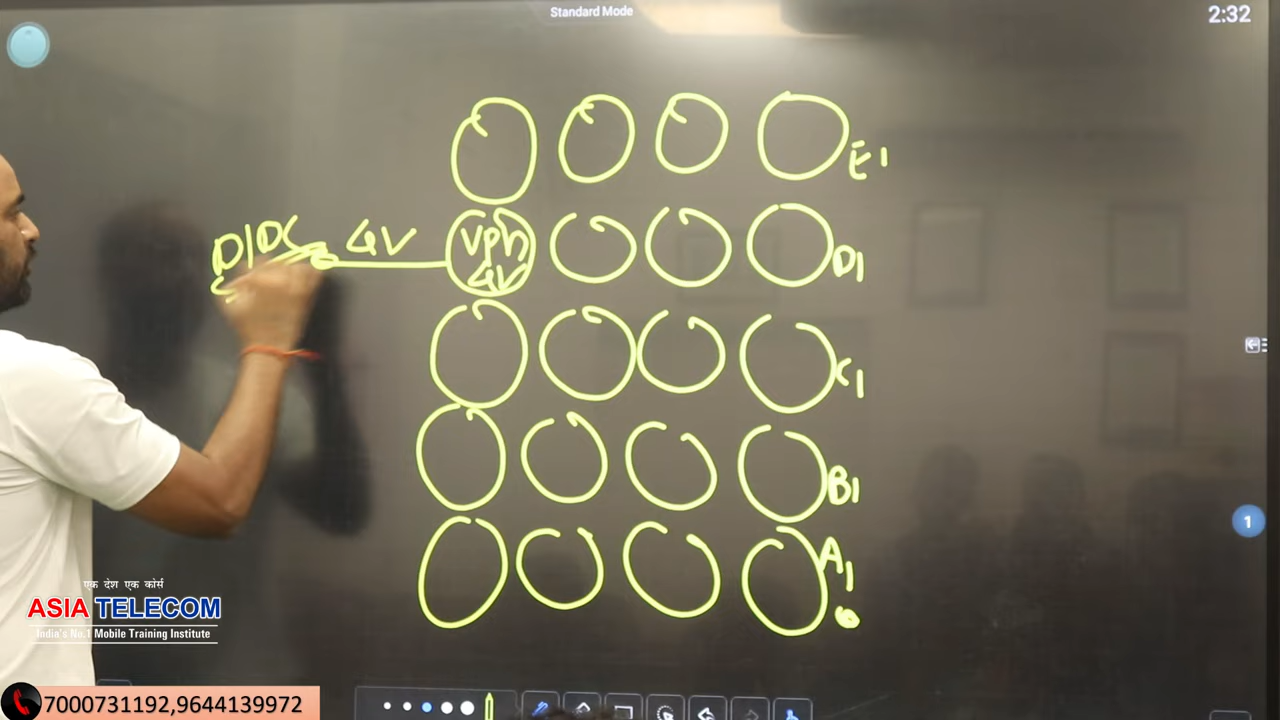 Standard Mode
2:32
E1
D/DC 4V
Vph
4V
D1
C1
B1
A1
1
एक देश एक कोर्स
ASIA TELECOM
India's No.1 Mobile Training Institute
7000731192,9644139972